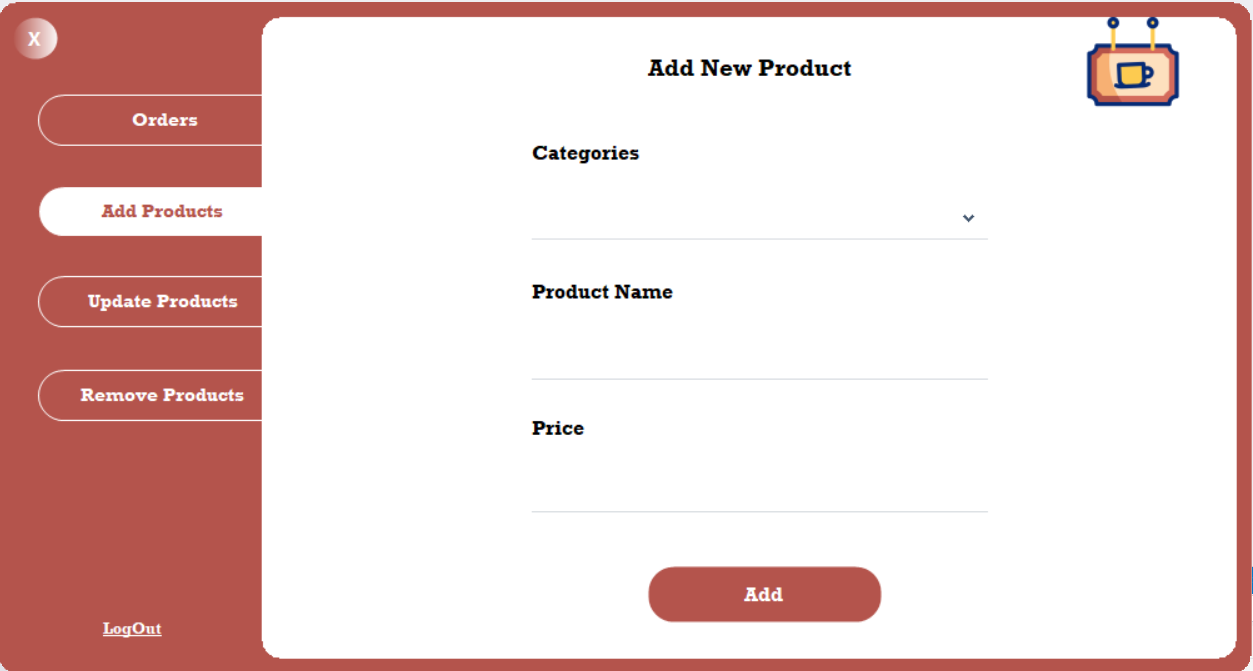 X
Orders
Add Products
Update Products
Remove Products
LogOut
Add New Product
Categories
Product Name
Price
Add